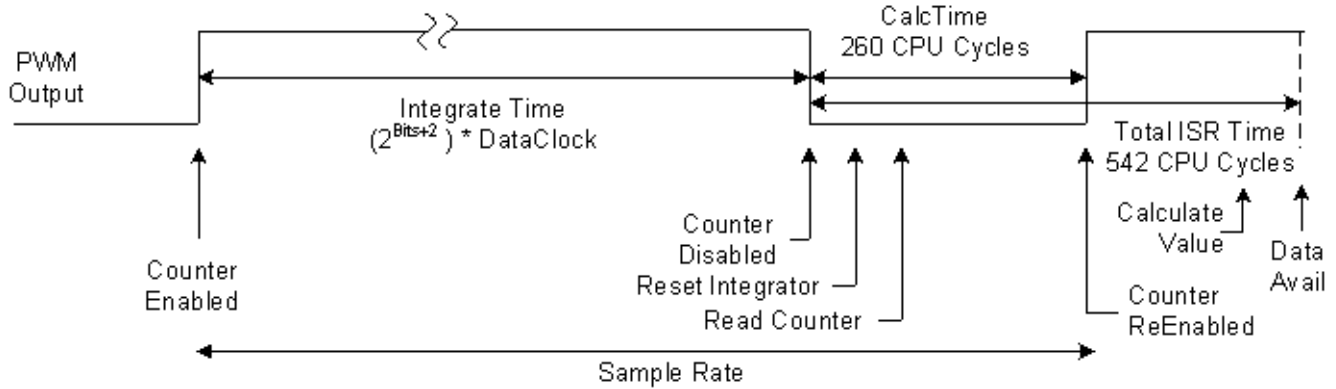 CalcTime
260 CPU Cycles
PWM
Output
Integrate Time
(2^Bits+2 ) * DataClock
Total ISR Time
542 CPU Cycles
Counter
Enabled
Counter
Disabled
Reset Integrator
Read Counter
Calculate
Value
Data
Avail
Counter
ReEnabled
Sample Rate